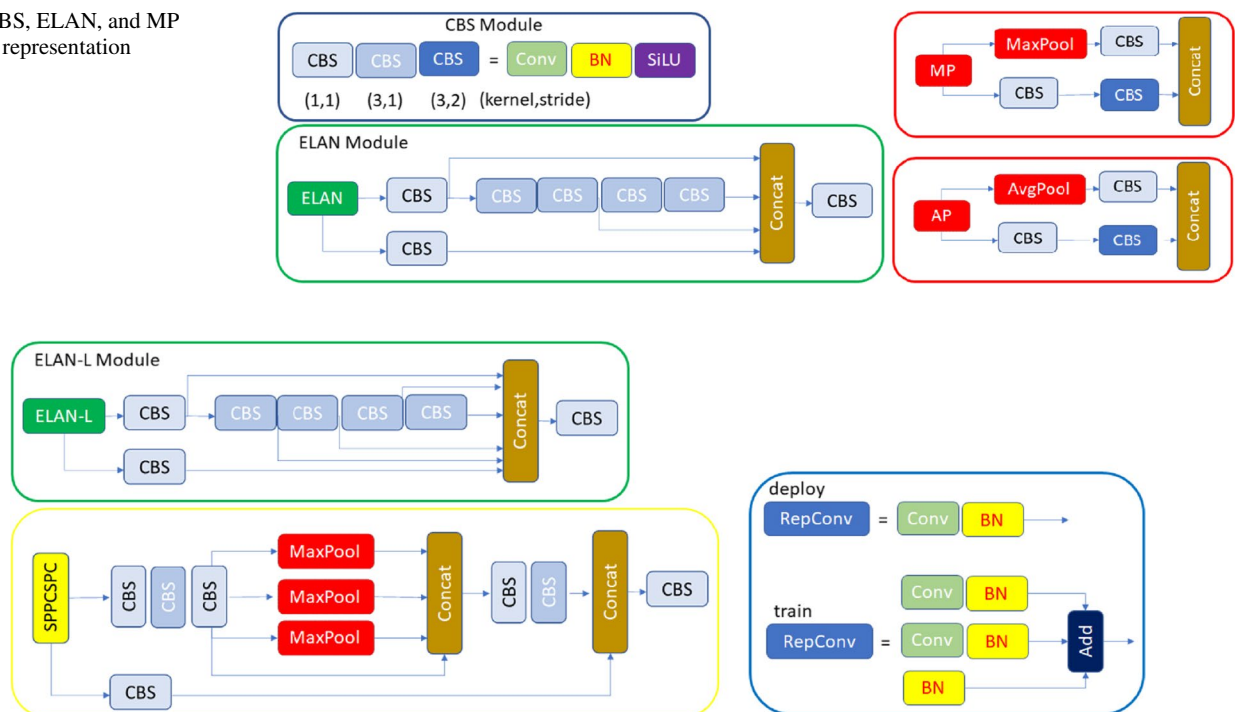 BS, ELAN, and MP
representation
CBS Module
CBS CBS CBS = Conv BN SiLU
(1,1) (3,1) (3,2) (kernel,stride)
MP
MaxPool CBS
CBS CBS
Concat
ELAN Module
ELAN
CBS
CBS CBS CBS CBS
CBS
Concat
CBS
AP
AvgPool CBS
CBS CBS
Concat
ELAN-L Module
ELAN-L
CBS
CBS CBS CBS CBS
CBS
Concat
CBS
SPPCSPC
CBS CBS CBS
MaxPool
MaxPool
MaxPool
Concat
CBS CBS
Concat
CBS
CBS
deploy
RepConv = Conv BN
train
Conv BN
RepConv = Conv BN
BN
Add